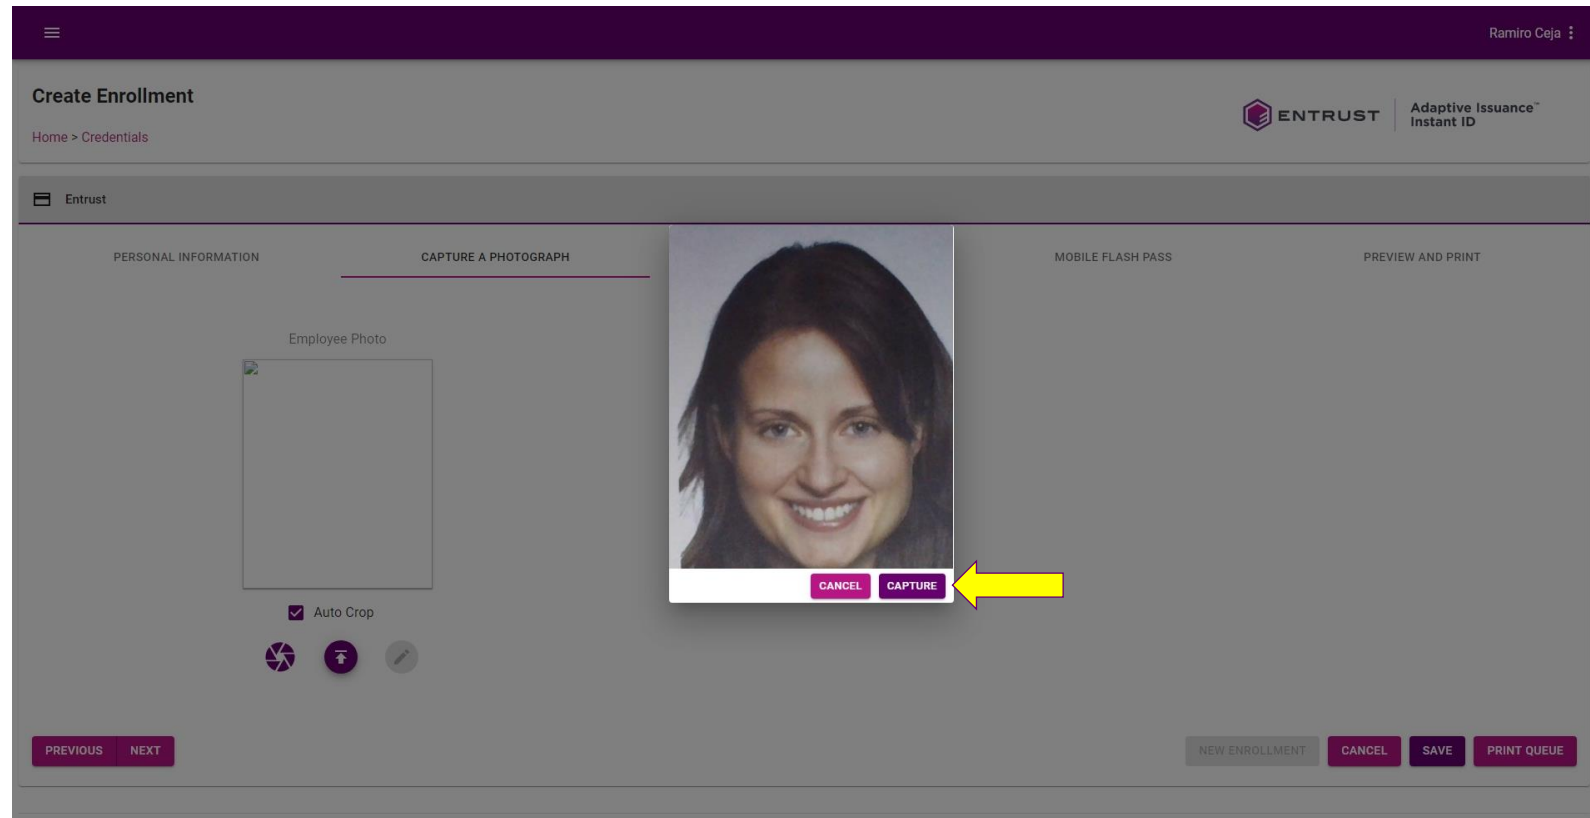 Ramiro Ceja
Create Enrollment
Home > Credentials
ENTRUST
Adaptive Issuance™
Instant ID
Entrust
PERSONAL INFORMATION
CAPTURE A PHOTOGRAPH
MOBILE FLASH PASS
PREVIEW AND PRINT
Employee Photo
CANCEL
CAPTURE
Auto Crop
PREVIOUS
NEXT
NEW ENROLLMENT
CANCEL
SAVE
PRINT QUEUE